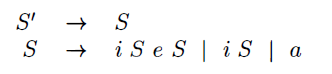 S′ → S
S → i S e S | i S | a